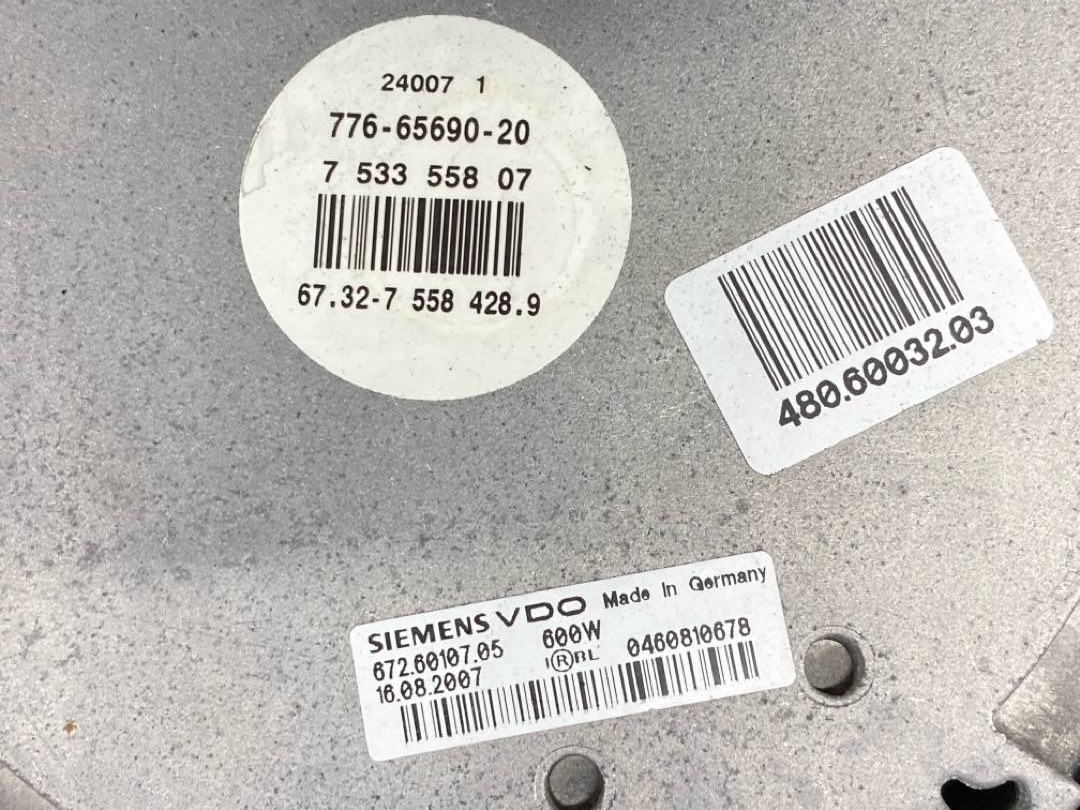 24007 1
776-65690-20
7 533 558 07
67.32-7 558 428.9
480.60032.03
SIEMENS VDO Made In Germany
672.60107.05 600W 0460810678
16.08.2007